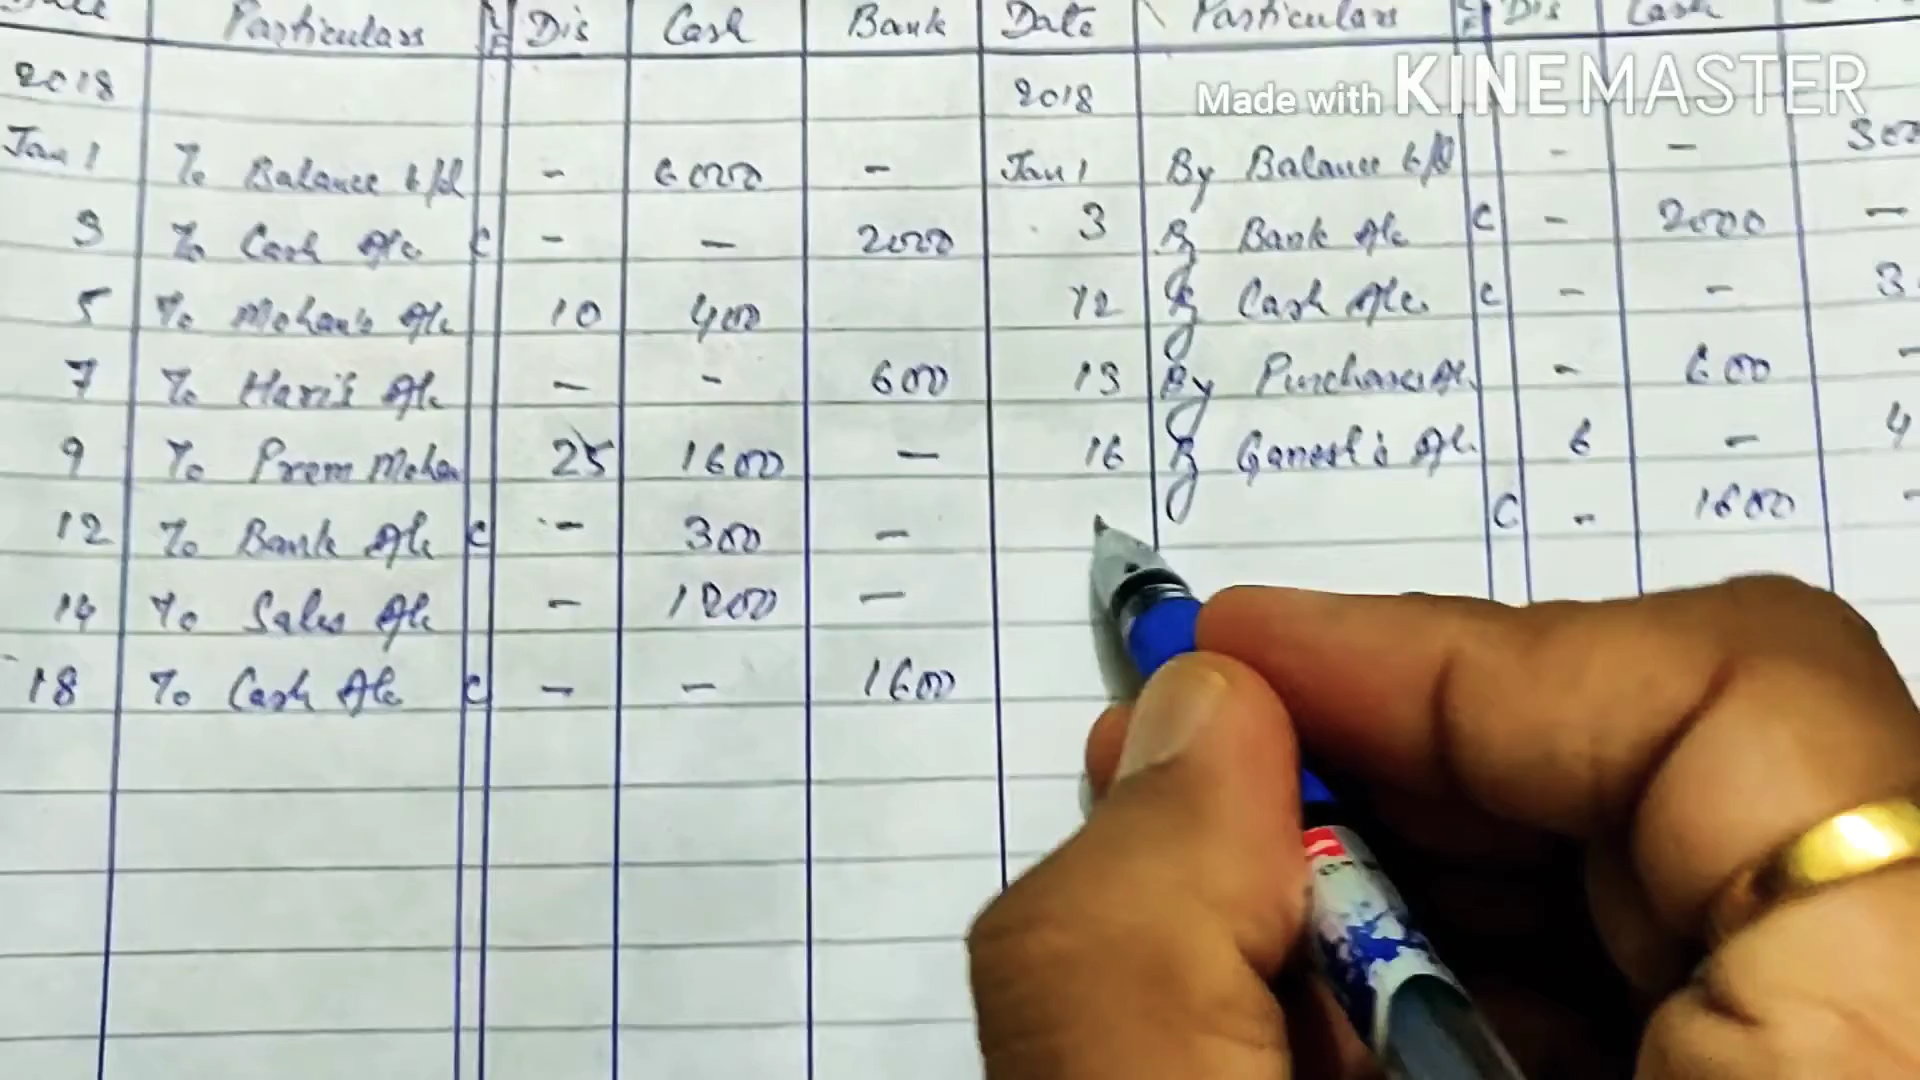 Particulars Dis Cash Bank Date Particulars Dis Cash
Made with KINEMASTER
2018 2018
Jan 1 To Balance b/d - 6000 - Jan 1 By Balance b/d - - 300
3 To Cash A/c C - - 2000 3 By Bank A/c C - 2000 -
5 To Mohan's A/c 10 400 12 By Cash A/c C - - 3
7 To Hari's A/c - - 600 13 By Purchases A/c - 600 -
9 To Prem Mohan 25 1600 - 16 By Ganesh's A/c 6 - 4
12 To Bank A/c C - 300 - C - 1600 -
14 To Sales A/c - 1200 -
18 To Cash A/c C - - 1600